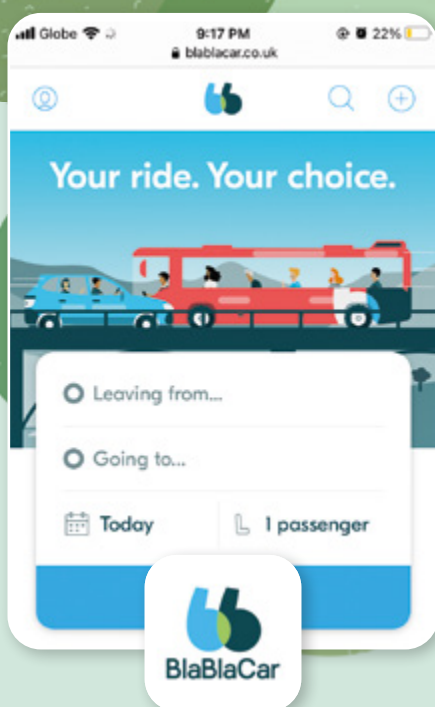 Globe 9:17 PM 22%
blablacar.co.uk
Your ride. Your choice.
Leaving from...
Going to...
Today 1 passenger
BlaBlaCar